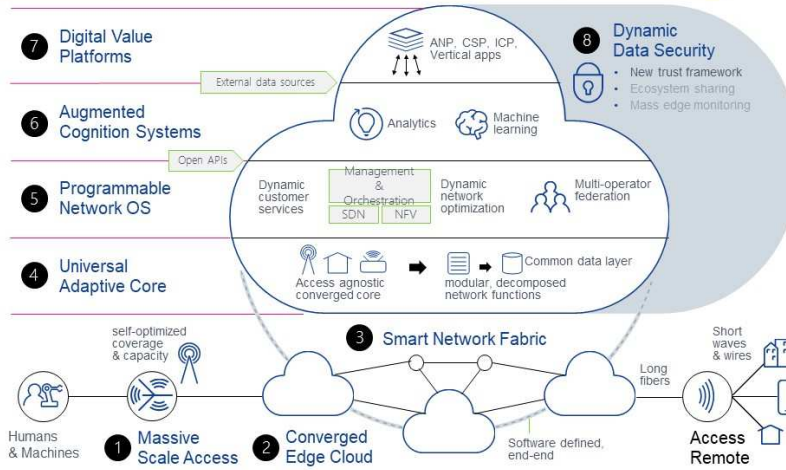 7
Digital Value
Platforms
ANP, CSP, ICP,
Vertical apps
8
Dynamic
Data Security
• New trust framework
• Ecosystem sharing
• Mass edge monitoring
External data sources
6
Augmented
Cognition Systems
Analytics
Machine
learning
Open APIs
5
Programmable
Network OS
Dynamic
customer
services
Management
&
Orchestration
SDN
NFV
Dynamic
network
optimization
Multi-operator
federation
4
Universal
Adaptive Core
Access agnostic
converged core
modular, decomposed
network functions
Common data layer
3
Smart Network Fabric
self-optimized
coverage
& capacity
Short
waves
& wires
Long
fibers
Humans
& Machines
1
Massive
Scale Access
2
Converged
Edge Cloud
Software defined,
end-end
Access
Remote